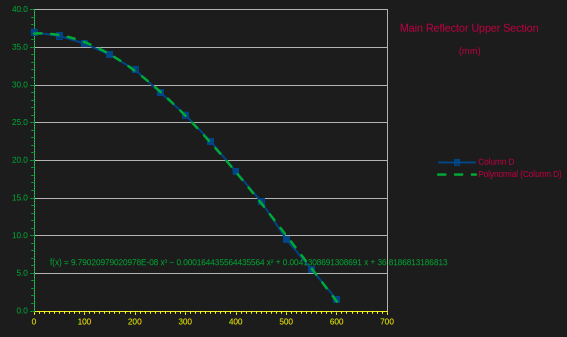 Main Reflector Upper Section
(mm)
40.0
35.0
30.0
25.0
20.0
15.0
10.0
5.0
0.0
Column D
Polynomial (Column D)
f(x) = 9.79020979020978E-08 x³ − 0.000164435564435564 x² + 0.0041308691308691 x + 36.8186813186813
0 100 200 300 400 500 600 700